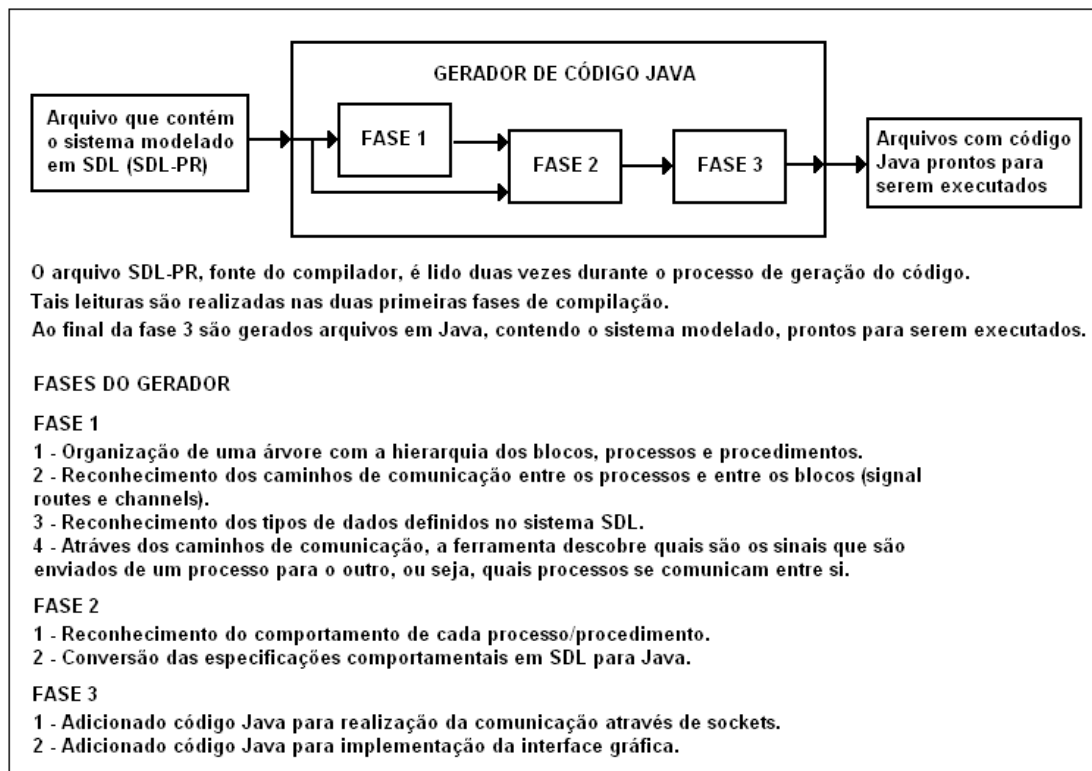 GERADOR DE CÓDIGO JAVA
Arquivo que contém
o sistema modelado
em SDL (SDL-PR)
FASE 1
FASE 2
FASE 3
Arquivos com código
Java prontos para
serem executados
O arquivo SDL-PR, fonte do compilador, é lido duas vezes durante o processo de geração do código.
Tais leituras são realizadas nas duas primeiras fases de compilação.
Ao final da fase 3 são gerados arquivos em Java, contendo o sistema modelado, prontos para serem executados.
FASES DO GERADOR
FASE 1
1 - Organização de uma árvore com a hierarquia dos blocos, processos e procedimentos.
2 - Reconhecimento dos caminhos de comunicação entre os processos e entre os blocos (signal
routes e channels).
3 - Reconhecimento dos tipos de dados definidos no sistema SDL.
4 - Atráves dos caminhos de comunicação, a ferramenta descobre quais são os sinais que são
enviados de um processo para o outro, ou seja, quais processos se comunicam entre si.
FASE 2
1 - Reconhecimento do comportamento de cada processo/procedimento.
2 - Conversão das especificações comportamentais em SDL para Java.
FASE 3
1 - Adicionado código Java para realização da comunicação através de sockets.
2 - Adicionado código Java para implementação da interface gráfica.